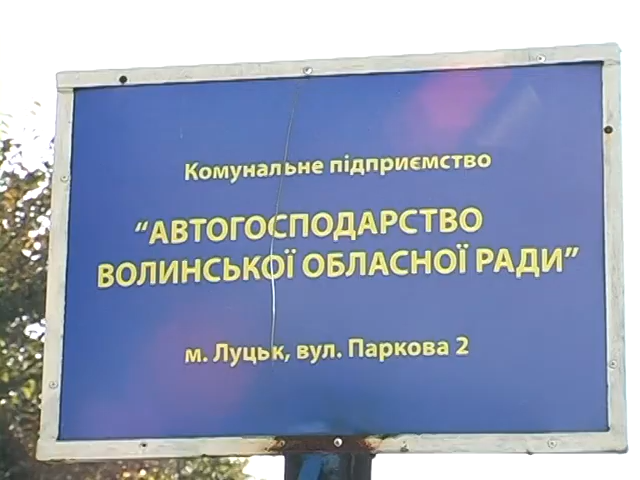 Комунальне підприємство
“АВТОГОСПОДАРСТВО
ВОЛИНСЬКОЇ ОБЛАСНОЇ РАДИ”
м. Луцьк, вул. Паркова 2